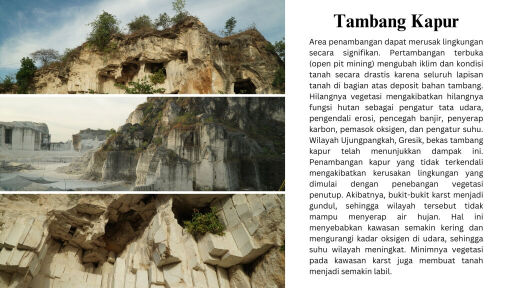 Tambang Kapur
Area penambangan dapat merusak lingkungan
secara signifikan. Pertambangan terbuka
(open pit mining) mengubah iklim dan kondisi
tanah secara drastis karena seluruh lapisan
tanah di bagian atas deposit bahan tambang.
Hilangnya vegetasi mengakibatkan hilangnya
fungsi hutan sebagai pengatur tata udara,
pengendali erosi, pencegah banjir, penyerap
karbon, pemasok oksigen, dan pengatur suhu.
Wilayah Ujungpangkah, Gresik, bekas tambang
kapur telah menunjukkan dampak ini.
Penambangan kapur yang tidak terkendali
mengakibatkan kerusakan lingkungan yang
dimulai dengan penebangan vegetasi
penutup. Akibatnya, bukit-bukit karst menjadi
gundul, sehingga wilayah tersebut tidak
mampu menyerap air hujan. Hal ini
menyebabkan kawasan semakin kering dan
mengurangi kadar oksigen di udara, sehingga
suhu wilayah meningkat. Minimnya vegetasi
pada kawasan karst juga membuat tanah
menjadi semakin labil.